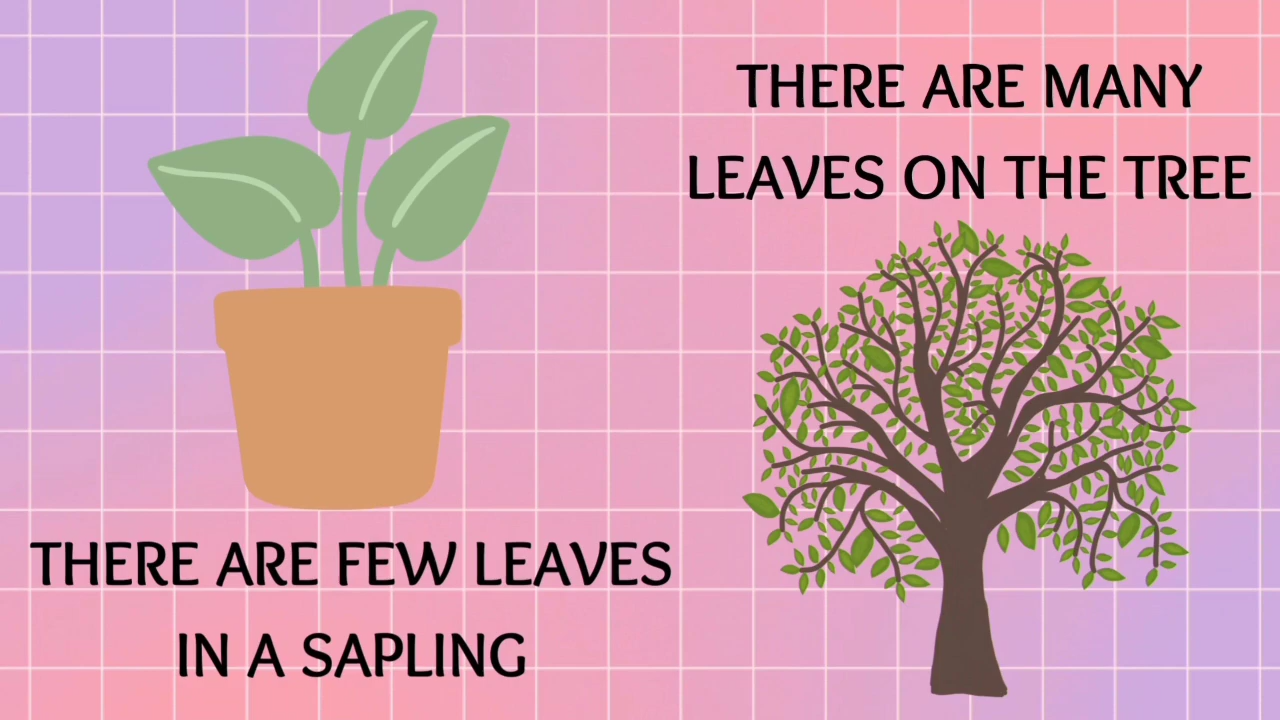 THERE ARE MANY
LEAVES ON THE TREE
THERE ARE FEW LEAVES
IN A SAPLING